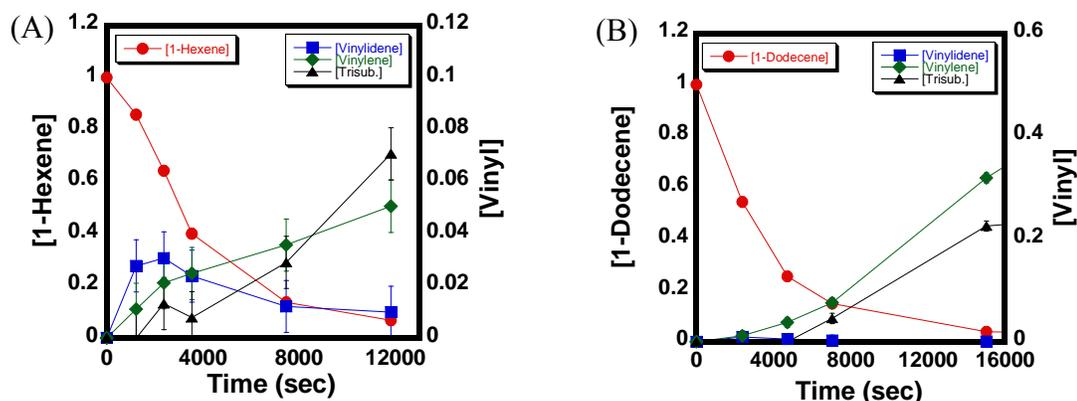 (A)
[1-Hexene]
[Vinylidene]
[Vinylene]
[Trisub.]
1.2
1
0.8
0.6
0.4
0.2
0
[1-Hexene]
0.12
0.1
0.08
0.06
0.04
0.02
0
[Vinyl]
0 4000 8000 12000
Time (sec)
(B)
[1-Dodecene]
[Vinylidene]
[Vinylene]
[Trisub.]
1.2
1
0.8
0.6
0.4
0.2
0
[1-Dodecene]
0.6
0.4
0.2
0
[Vinyl]
0 4000 8000 12000 16000
Time (sec)